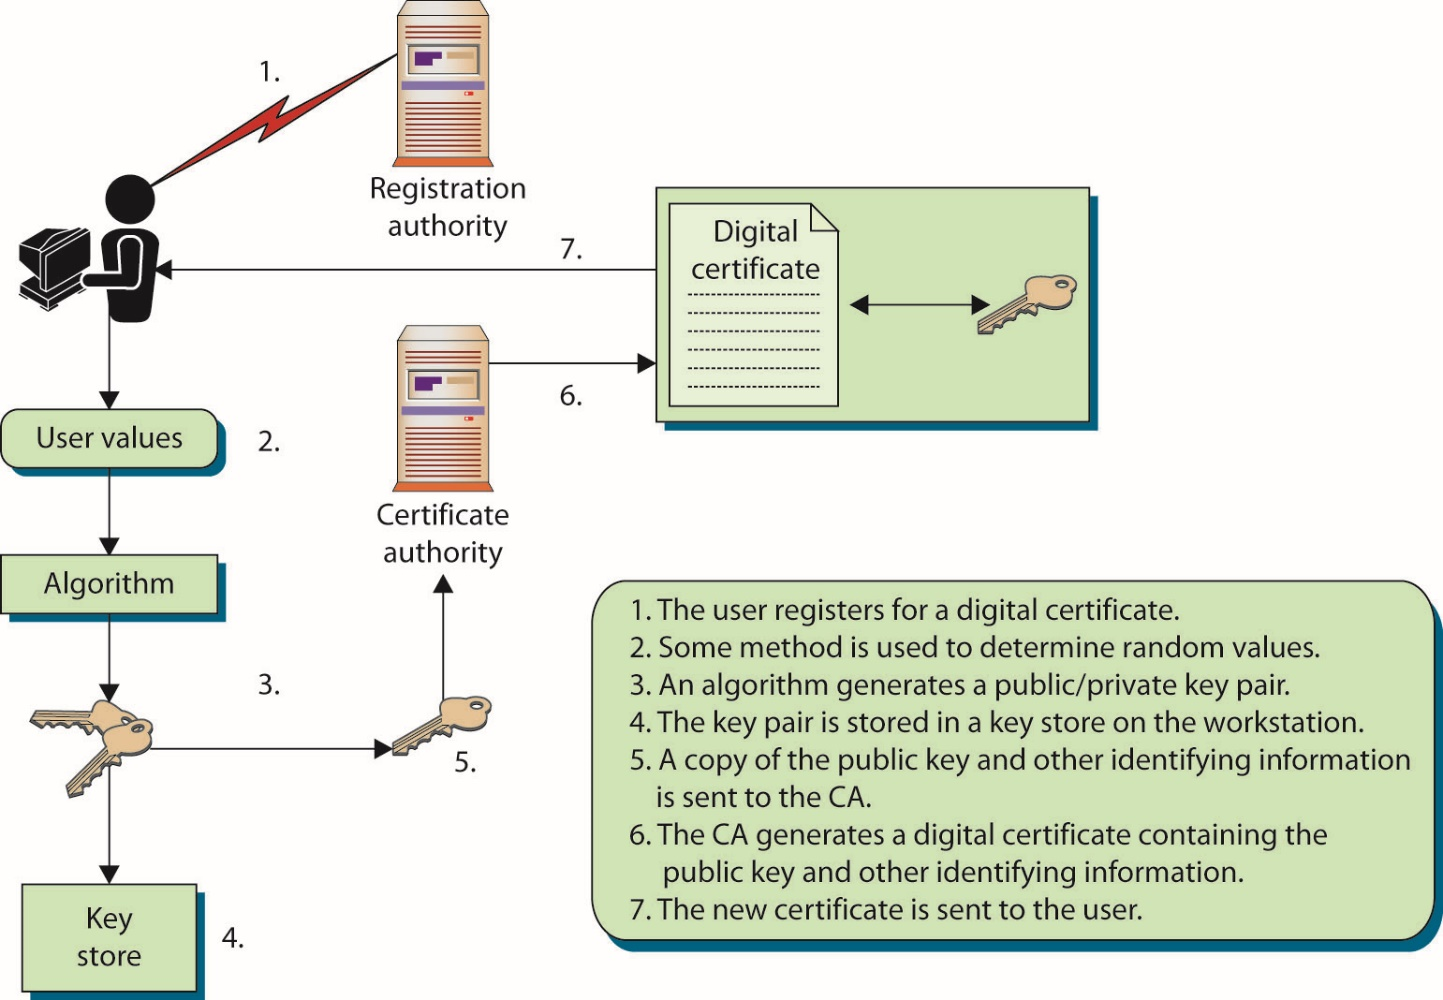 1.
Registration
authority
7.
Digital
certificate
6.
User values
2.
Certificate
authority
Algorithm
3.
5.
Key
store
4.
1. The user registers for a digital certificate.
2. Some method is used to determine random values.
3. An algorithm generates a public/private key pair.
4. The key pair is stored in a key store on the workstation.
5. A copy of the public key and other identifying information
is sent to the CA.
6. The CA generates a digital certificate containing the
public key and other identifying information.
7. The new certificate is sent to the user.